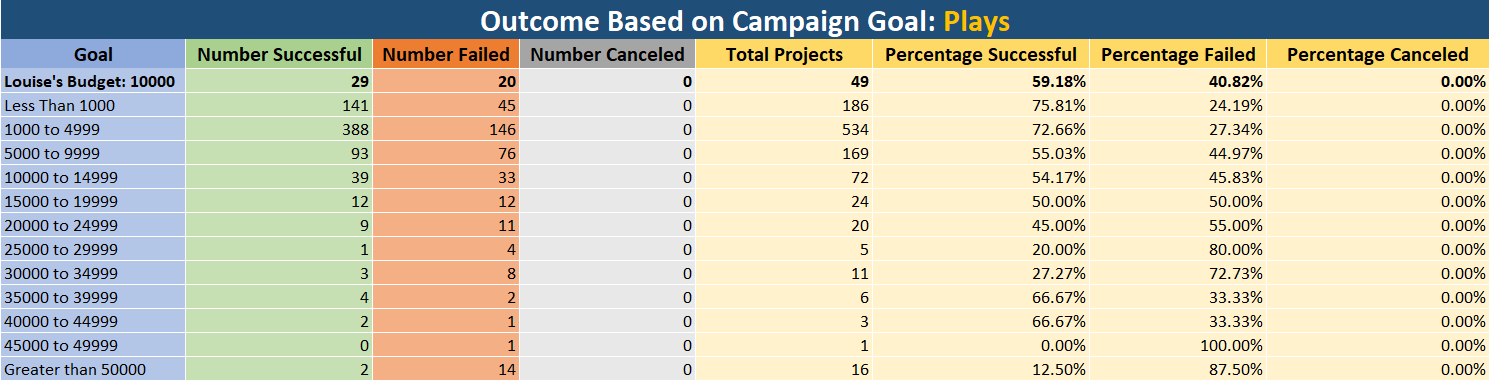 Outcome Based on Campaign Goal: Plays
Goal Number Successful Number Failed Number Canceled Total Projects Percentage Successful Percentage Failed Percentage Canceled
Louise's Budget: 10000 29 20 0 49 59.18% 40.82% 0.00%
Less Than 1000 141 45 0 186 75.81% 24.19% 0.00%
1000 to 4999 388 146 0 534 72.66% 27.34% 0.00%
5000 to 9999 93 76 0 169 55.03% 44.97% 0.00%
10000 to 14999 39 33 0 72 54.17% 45.83% 0.00%
15000 to 19999 12 12 0 24 50.00% 50.00% 0.00%
20000 to 24999 9 11 0 20 45.00% 55.00% 0.00%
25000 to 29999 1 4 0 5 20.00% 80.00% 0.00%
30000 to 34999 3 8 0 11 27.27% 72.73% 0.00%
35000 to 39999 4 2 0 6 66.67% 33.33% 0.00%
40000 to 44999 2 1 0 3 66.67% 33.33% 0.00%
45000 to 49999 0 1 0 1 0.00% 100.00% 0.00%
Greater than 50000 2 14 0 16 12.50% 87.50% 0.00%